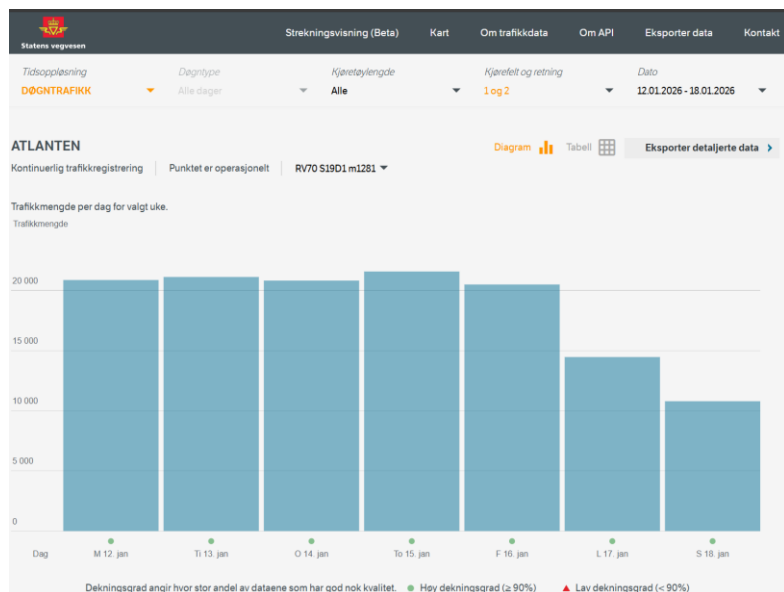 Statens vegvesen
Strekningsvisning (Beta) Kart Om trafikkdata Om API Eksporter data Kontakt
Tidsoppløsning Døgntype Kjøretøylengde Kjørefelt og retning Dato
DØGNTRAFIKK Alle dager Alle 1 og 2 12.01.2026 - 18.01.2026
ATLANTEN
Diagram Tabell Eksporter detaljerte data
Kontinuerlig trafikkregistrering Punktet er operasjonelt RV70 S19D1 m1281
Trafikkmengde per dag for valgt uke.
Trafikkmengde
20 000
15 000
10 000
5 000
0
Dag M 12. jan Ti 13. jan O 14. jan To 15. jan F 16. jan L 17. jan S 18. jan
Dekningsgrad angir hvor stor andel av dataene som har god nok kvalitet. Høy dekningsgrad (≥ 90%) Lav dekningsgrad (< 90%)